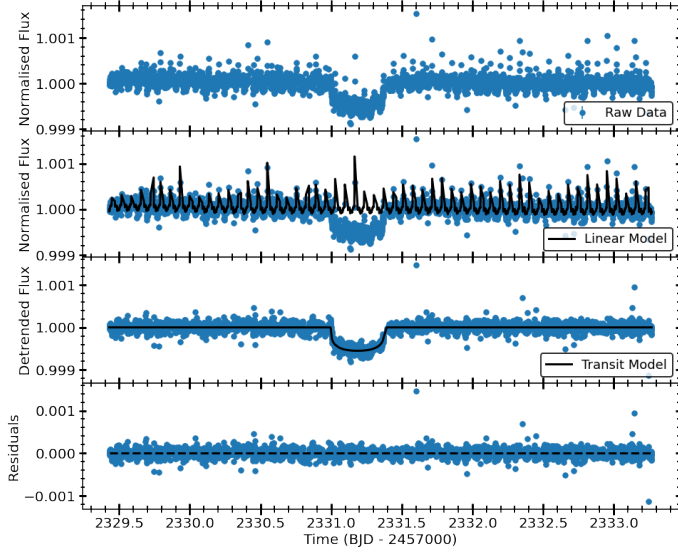 Normalised Flux
1.001
1.000
0.999
Raw Data
Normalised Flux
1.001
1.000
0.999
Linear Model
Detrended Flux
1.001
1.000
0.999
Transit Model
Residuals
0.001
0.000
−0.001
2329.5 2330.0 2330.5 2331.0 2331.5 2332.0 2332.5 2333.0
Time (BJD - 2457000)